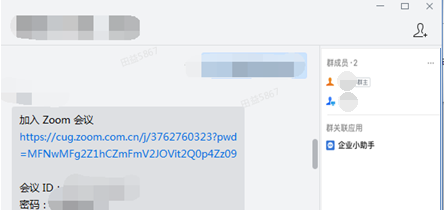 群成员 · 2
群主
加入 Zoom 会议
https://cug.zoom.com.cn/j/3762760323?pwd
=MFNwMFg2Z1hCZmFmV2JOVit2Q0p4Zz09
群关联应用
企业小助手
会议 ID：
密码：